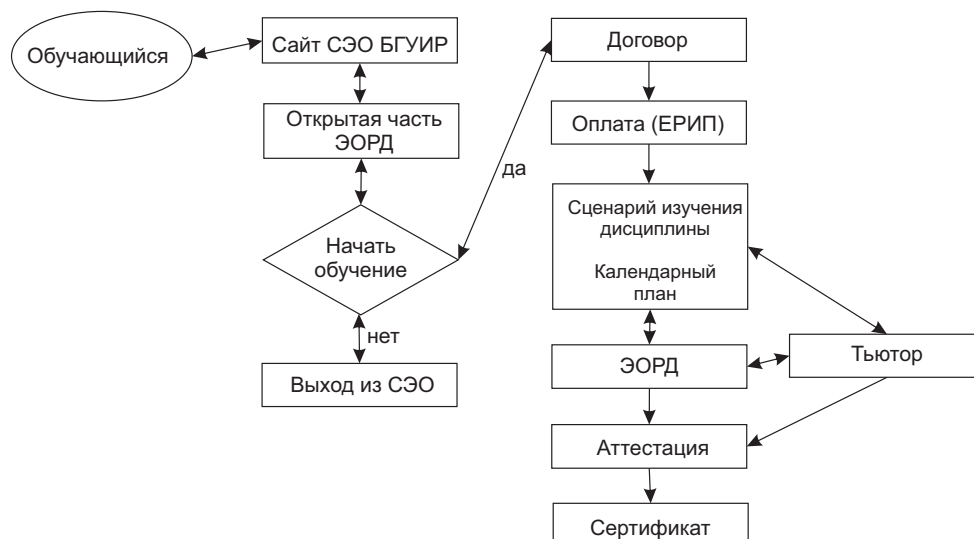 Обучающийся
Сайт СЭО БГУИР
Открытая часть
ЭОРД
Начать
обучение
да
нет
Выход из СЭО
Договор
Оплата (ЕРИП)
Сценарий изучения
дисциплины
Календарный
план
ЭОРД
Тьютор
Аттестация
Сертификат